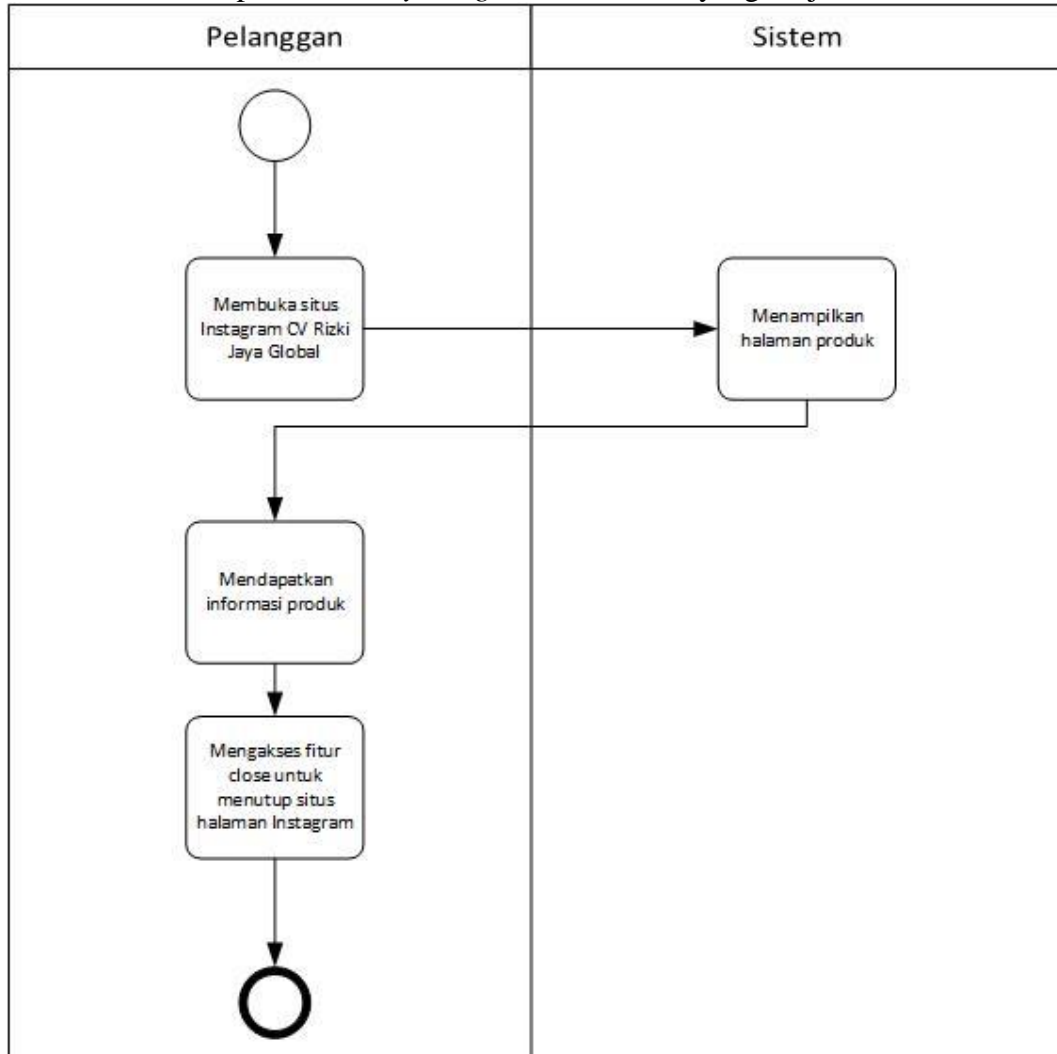 Pelanggan
Sistem
Membuka situs
Instagram CV Rizki
Jaya Global
Menampilkan
halaman produk
Mendapatkan
informasi produk
Mengakses fitur
close untuk
menutup situs
halaman Instagram